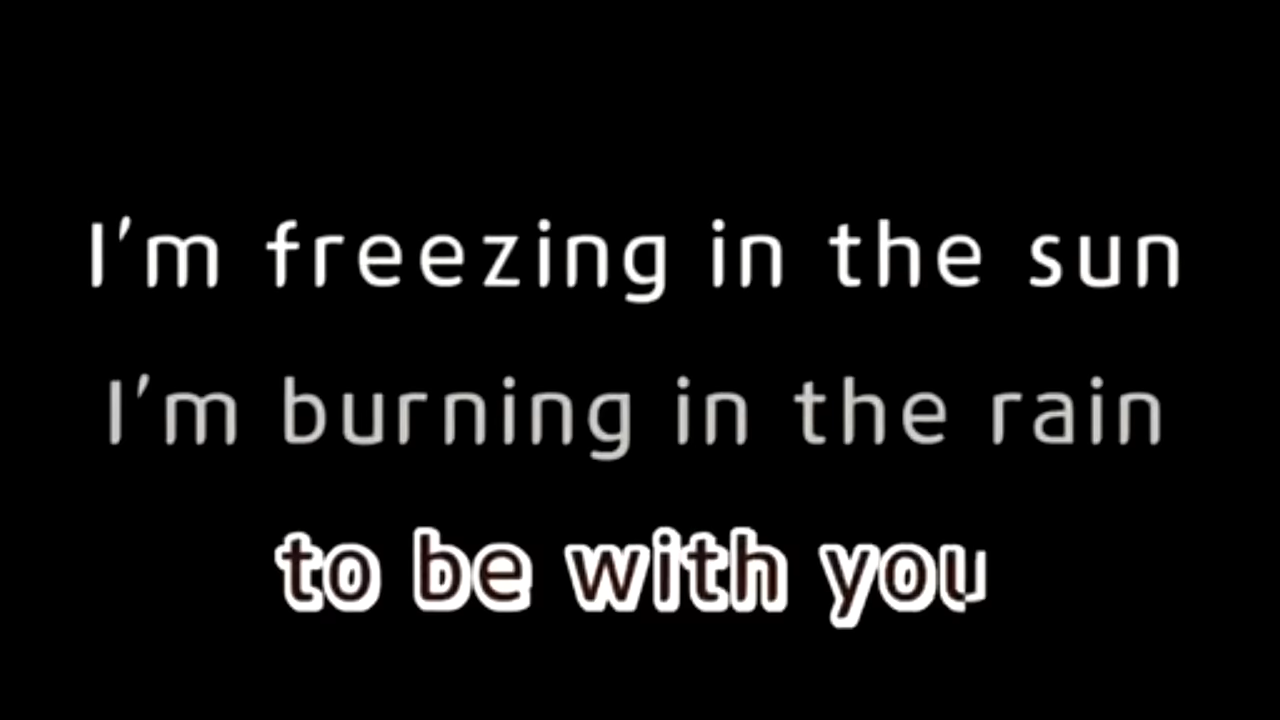 I'm freezing in the sun
I'm burning in the rain
to be with you